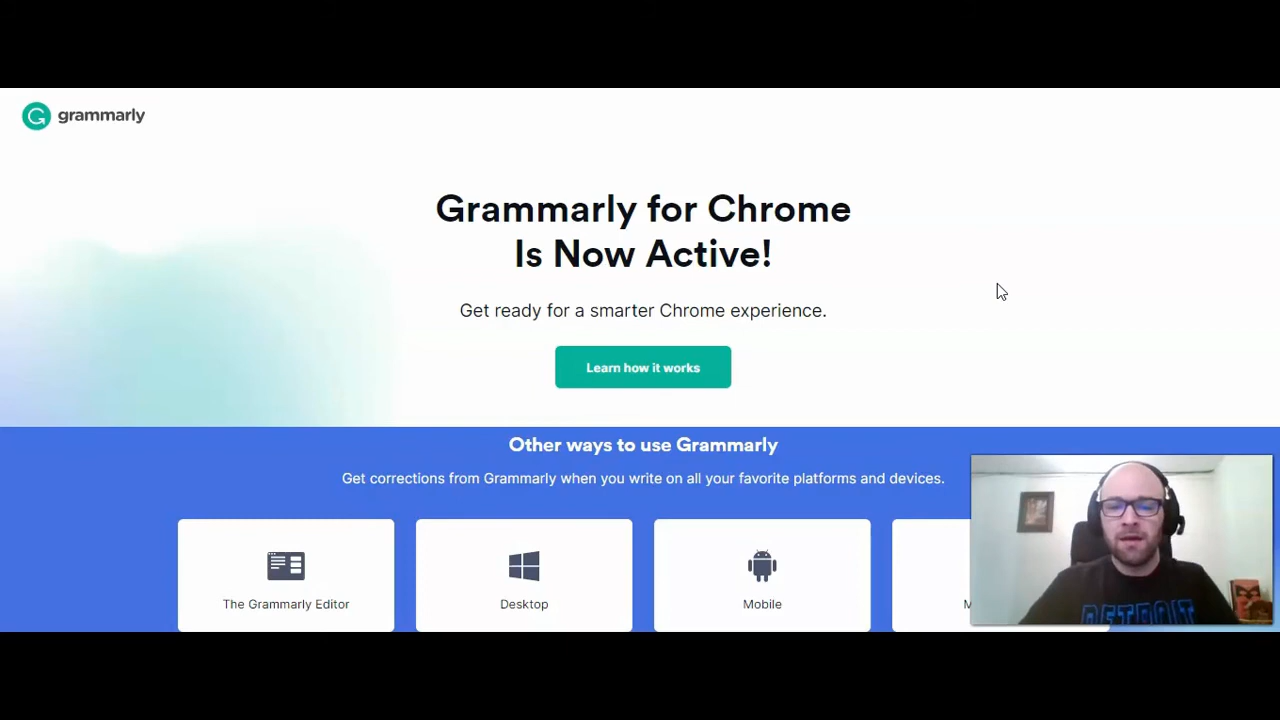 grammarly
Grammarly for Chrome
Is Now Active!
Get ready for a smarter Chrome experience.
Learn how it works
Other ways to use Grammarly
Get corrections from Grammarly when you write on all your favorite platforms and devices.
The Grammarly Editor
Desktop
Mobile
DETROIT